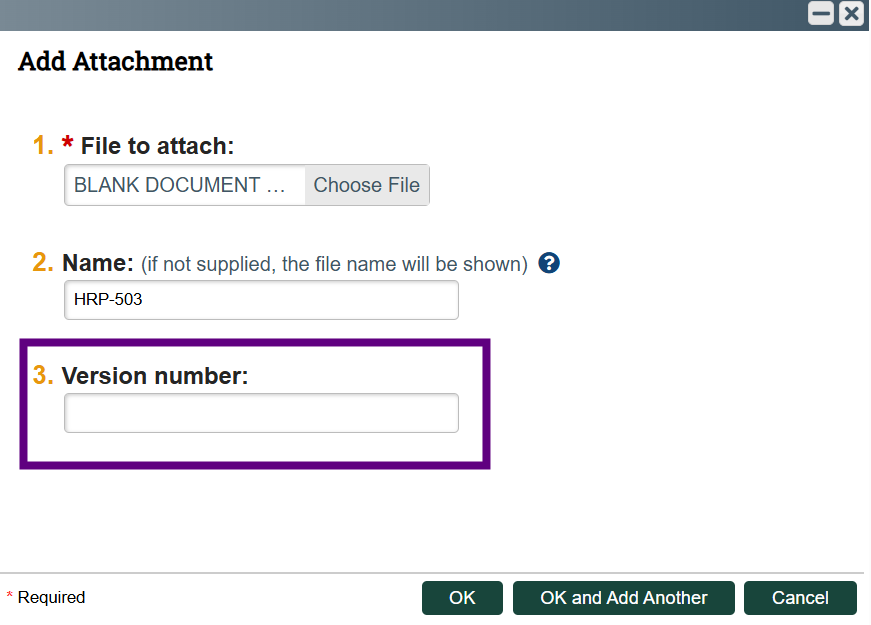 Add Attachment
1. * File to attach:
BLANK DOCUMENT ... Choose File
2. Name: (if not supplied, the file name will be shown) ?
HRP-503
3. Version number:
* Required
OK OK and Add Another Cancel